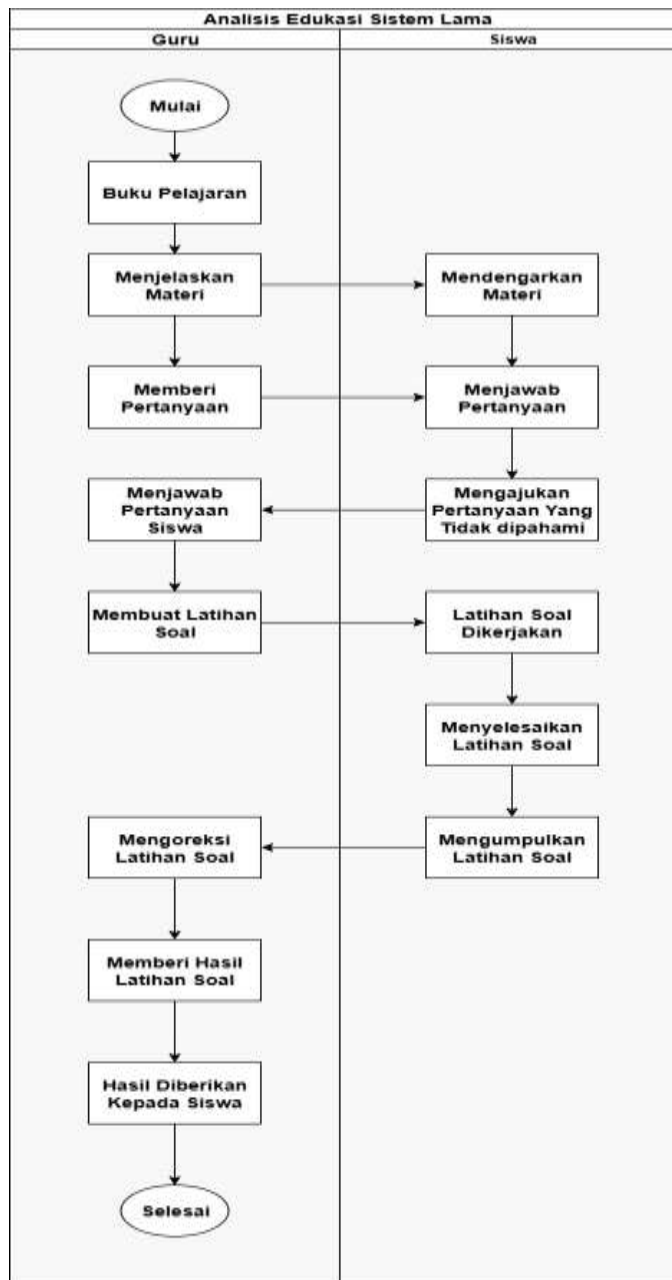 Analisis Edukasi Sistem Lama
Guru
Siswa
Mulai
Buku Pelajaran
Menjelaskan
Materi
Mendengarkan
Materi
Memberi
Pertanyaan
Menjawab
Pertanyaan
Menjawab
Pertanyaan
Siswa
Mengajukan
Pertanyaan Yang
Tidak dipahami
Membuat Latihan
Soal
Latihan Soal
Dikerjakan
Menyelesaikan
Latihan Soal
Mengoreksi
Latihan Soal
Mengumpulkan
Latihan Soal
Memberi Hasil
Latihan Soal
Hasil Diberikan
Kepada Siswa
Selesai